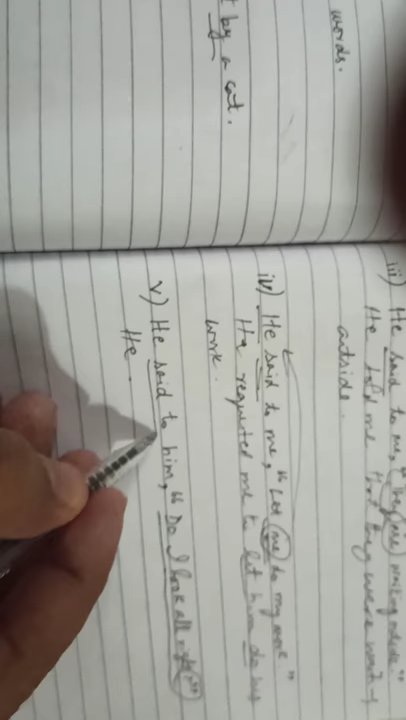 words.
t by a cat.
iii) He said to me, "They are working outside."
He told me that they were work-
outside.
iv) He said to me, "Let me do my work"
He requested me to let him do his
work.
v) He said to him, "Do I look all right?"
He